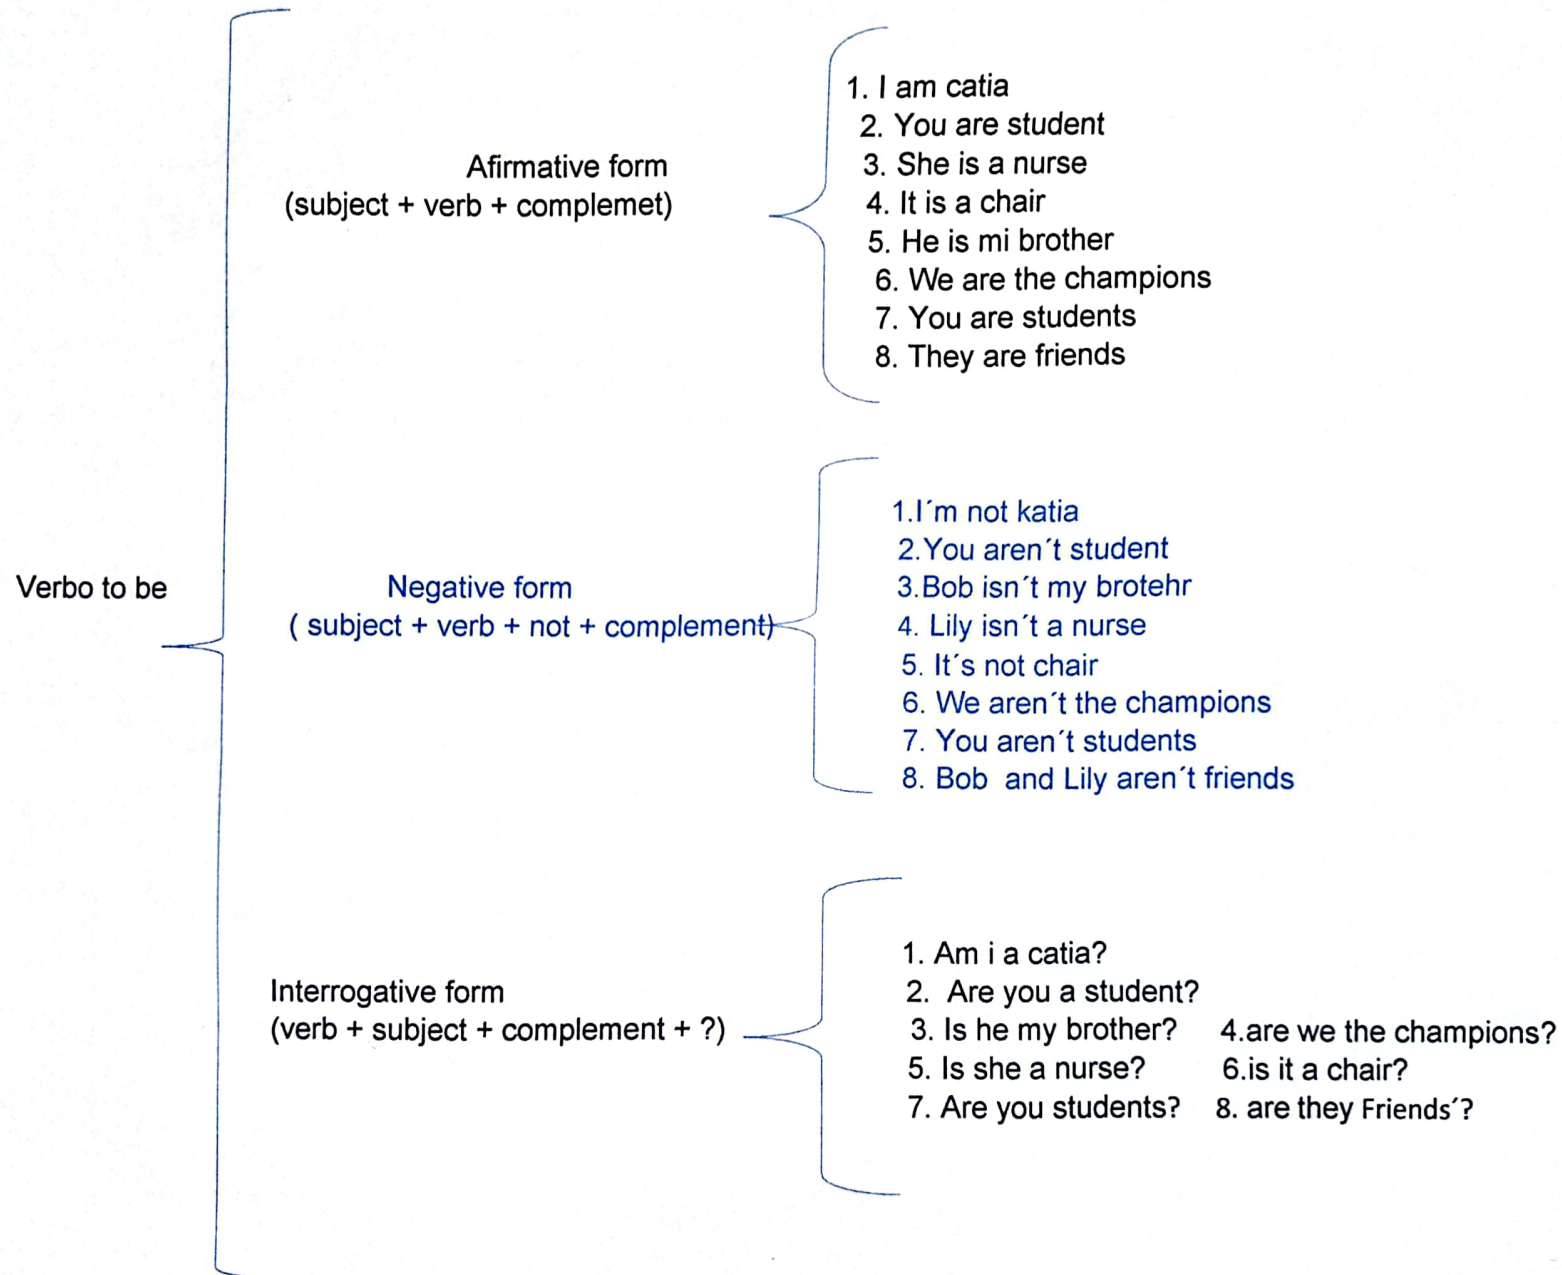 Verbo to be
Afirmative form
(subject + verb + complemet)
1. I am catia
2. You are student
3. She is a nurse
4. It is a chair
5. He is mi brother
6. We are the champions
7. You are students
8. They are friends
Negative form
( subject + verb + not + complement)
1.I´m not katia
2.You aren´t student
3.Bob isn´t my brotehr
4. Lily isn´t a nurse
5. It´s not chair
6. We aren´t the champions
7. You aren´t students
8. Bob  and Lily aren´t friends
Interrogative form
(verb + subject + complement + ?)
1. Am i a catia?
2.  Are you a student?
3. Is he my brother? 4.are we the champions?
5. Is she a nurse? 6.is it a chair?
7. Are you students? 8. are they Friends´?